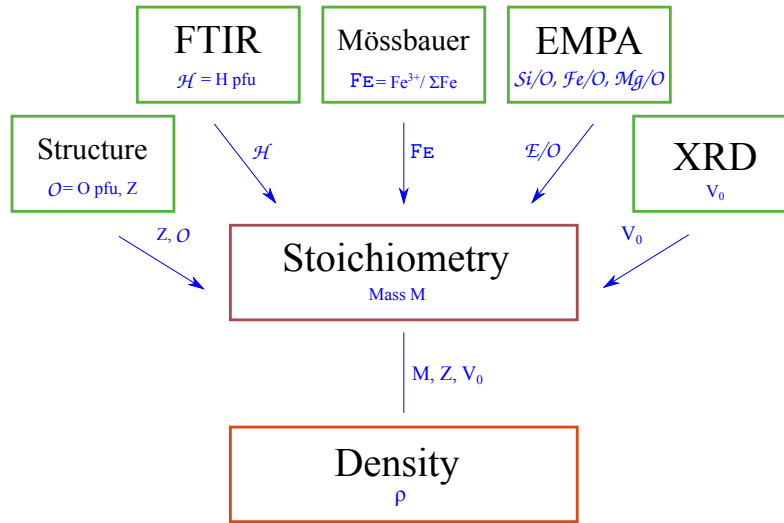 FTIR
ℋ = H pfu
Mössbauer
FE = Fe³⁺/ ΣFe
EMPA
Si/O, Fe/O, Mg/O
Structure
𝒪 = O pfu, Z
XRD
V₀
ℋ
FE
ℰ/O
Z, 𝒪
V₀
Stoichiometry
Mass M
M, Z, V₀
Density
ρ